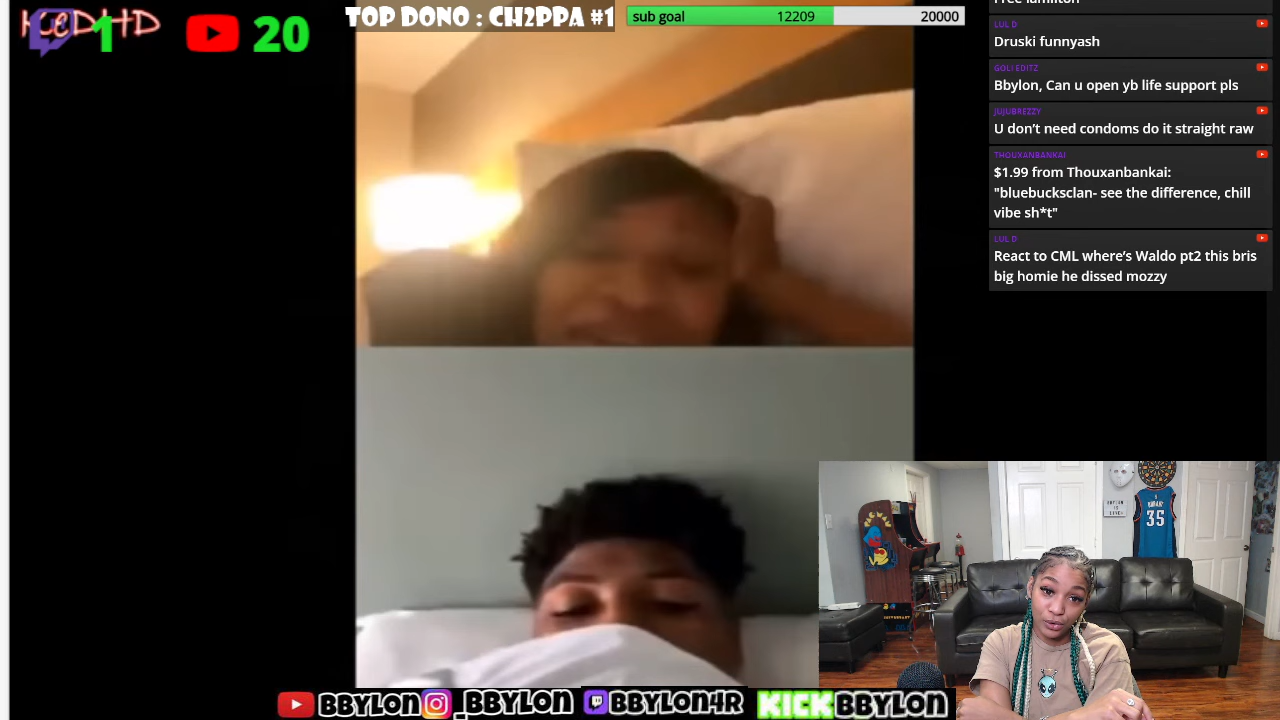 TOP DONO : CH2PPA #1
sub goal 12209 20000
1 20
LUL D
Druski funnyash
GOLI EDITZ
Bbylon, Can u open yb life support pls
JUJUBREZZY
U don't need condoms do it straight raw
THOUXANBANKAI
$1.99 from Thouxanbankai:
"bluebucksclan- see the difference, chill
vibe sh*t"
LUL D
React to CML where's Waldo pt2 this bris
big homie he dissed mozzy
35
BBYLON _BBYLON BBYLON4R KICK BBYLON